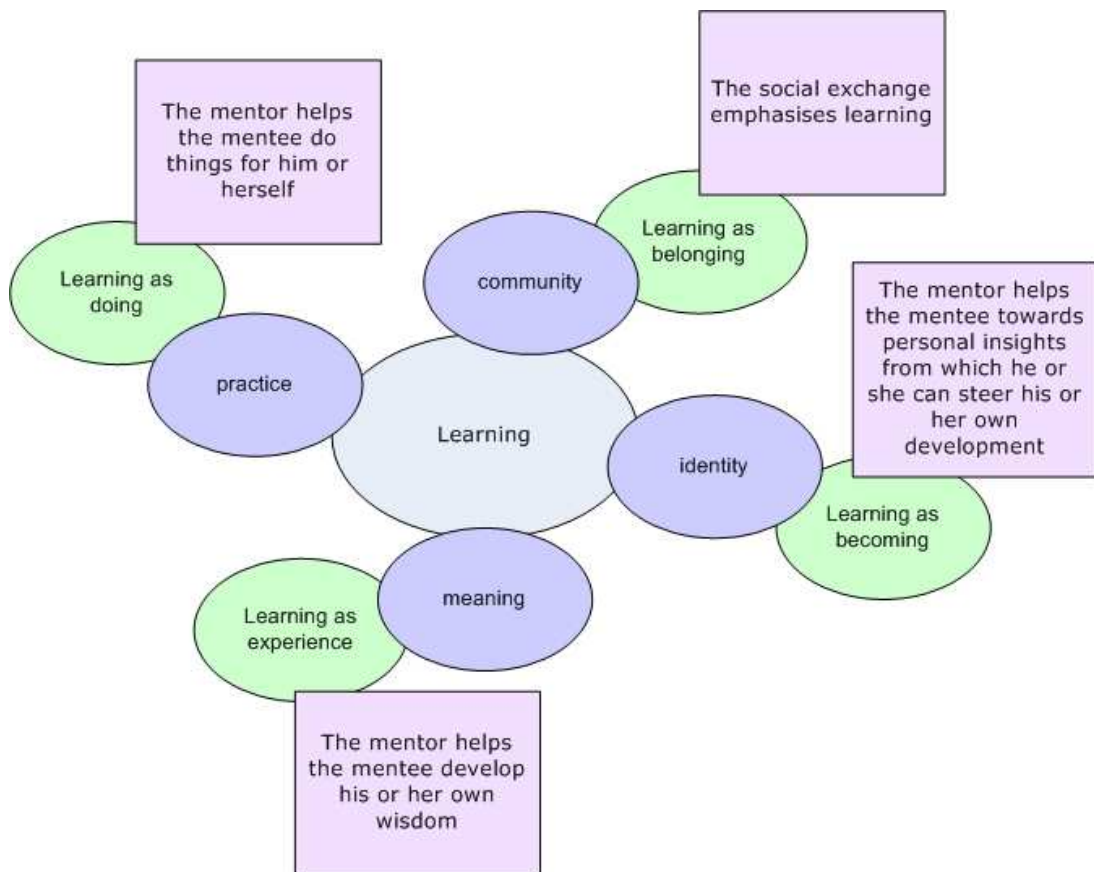 The social exchange
emphasises learning
The mentor helps
the mentee do
things for him or
herself
Learning as
belonging
Learning as
doing
community
The mentor helps
the mentee towards
personal insights
from which he or
she can steer his or
her own
development
practice
Learning
identity
Learning as
becoming
meaning
Learning as
experience
The mentor helps
the mentee develop
his or her own
wisdom